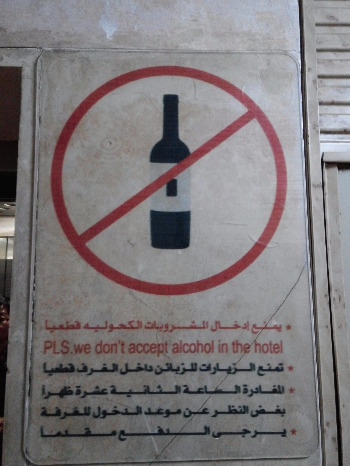 * يمنع إدخال المشروبات الكحوليه قطعياً
PLS.we don't accept alcohol in the hotel
* تمنع الزيارات للزبائن داخل الغرف قطعياً
* المغادرة الساعة الثانية عشرة ظهراً
بغض النظر عن موعد الدخول للغرفة
* يرجى الدفع مقدما